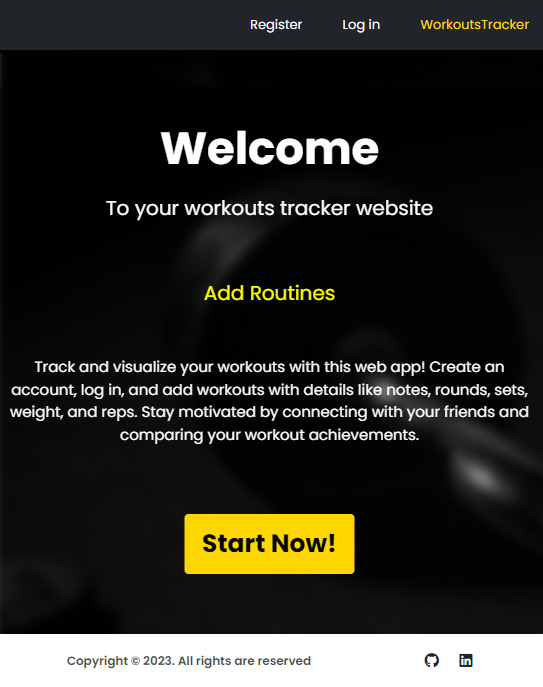 Register Log in WorkoutsTracker
Welcome
To your workouts tracker website
Add Routines
Track and visualize your workouts with this web app! Create an
account, log in, and add workouts with details like notes, rounds, sets,
weight, and reps. Stay motivated by connecting with your friends and
comparing your workout achievements.
Start Now!
Copyright © 2023. All rights are reserved